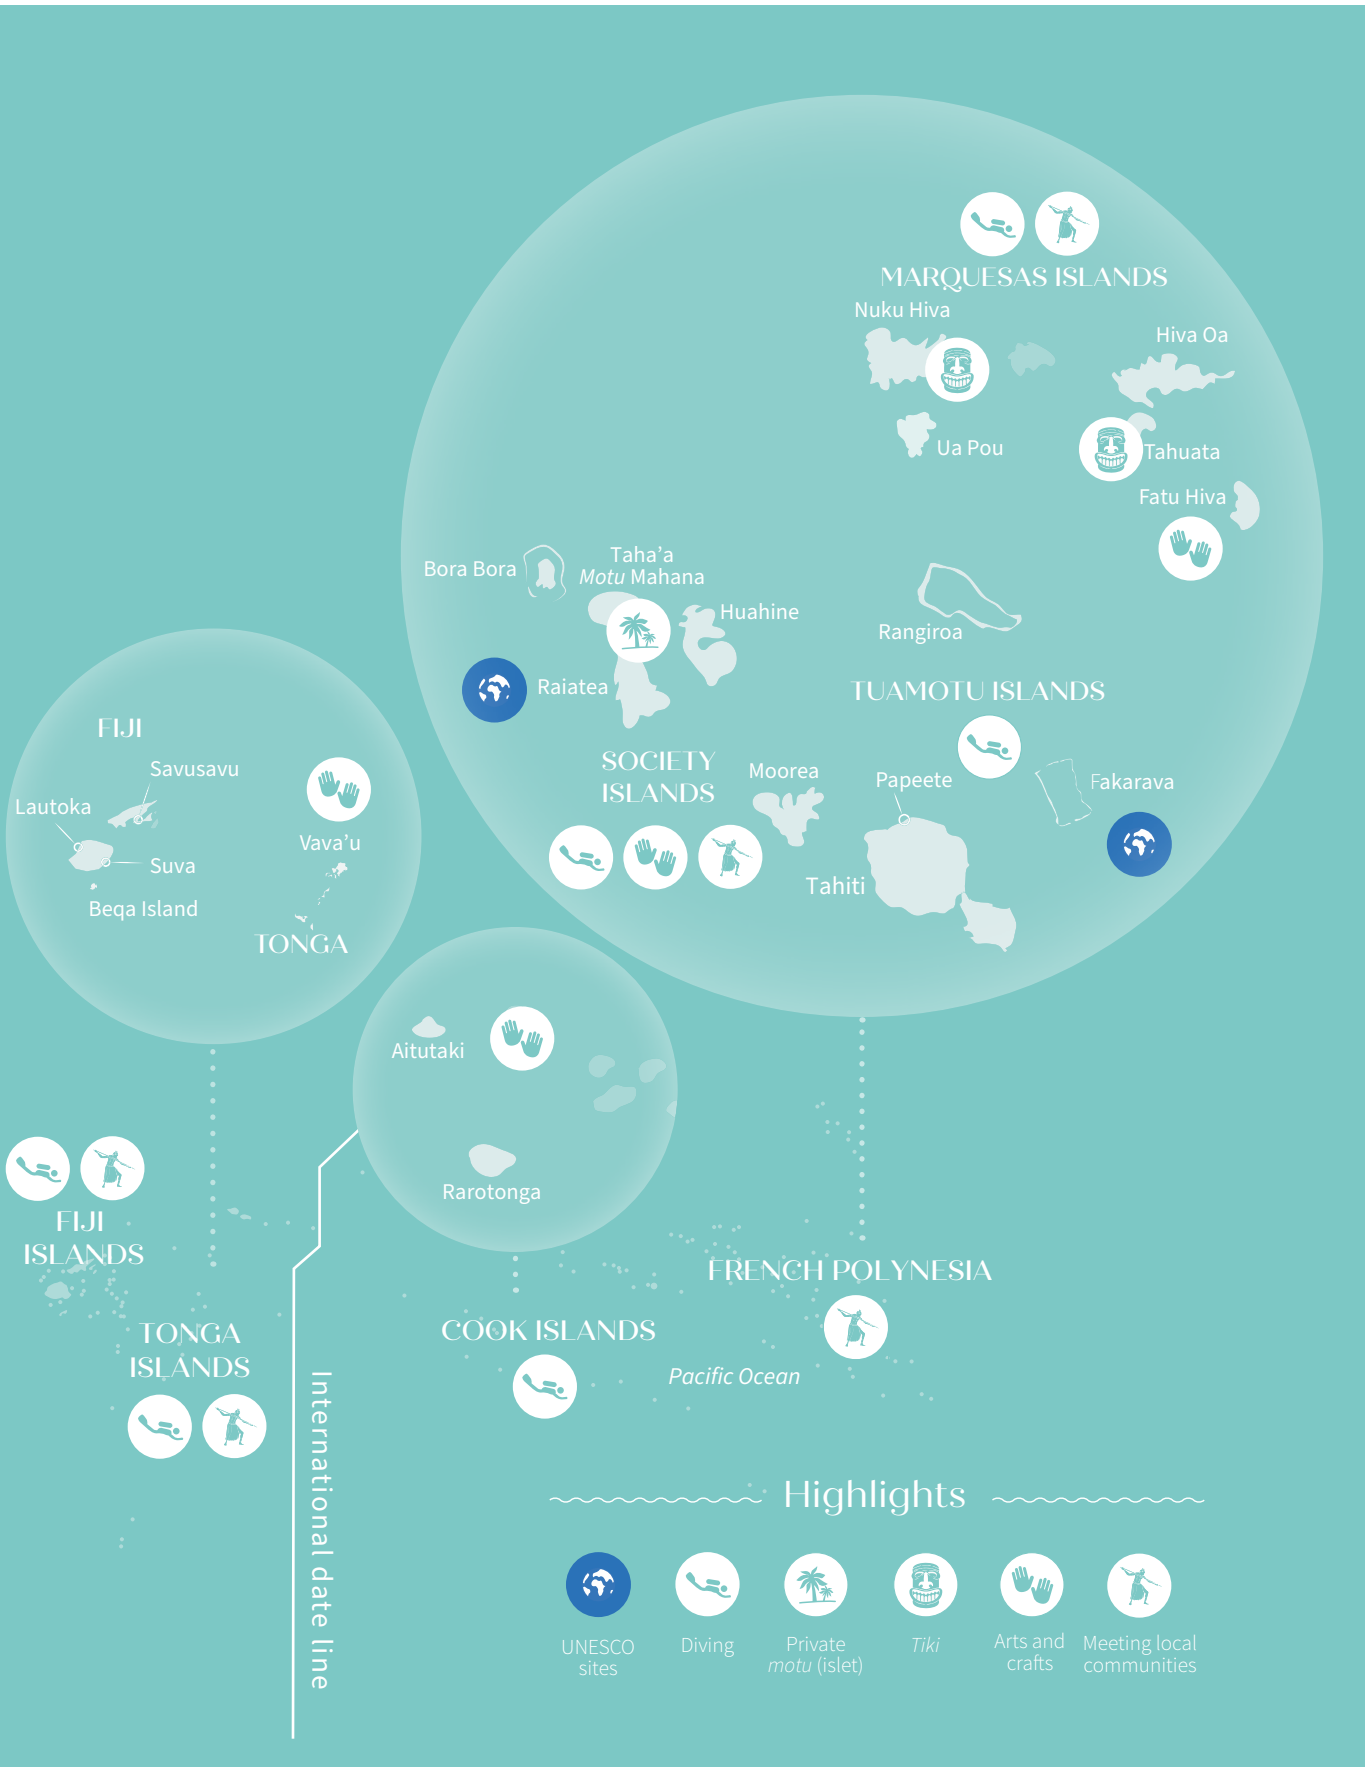 MARQUESAS ISLANDS
Nuku Hiva
Hiva Oa
Ua Pou
Tahuata
Fatu Hiva
Bora Bora
Taha’a
Motu Mahana
Huahine
Rangiroa
Raiatea
TUAMOTU ISLANDS
SOCIETY
ISLANDS
Moorea
Papeete
Fakarava
Tahiti
FIJI
Savusavu
Lautoka
Suva
Beqa Island
Vava’u
TONGA
Aitutaki
Rarotonga
FIJI
ISLANDS
TONGA
ISLANDS
COOK ISLANDS
FRENCH POLYNESIA
Pacific Ocean
International date line
Highlights
UNESCO
sites
Diving
Private
motu (islet)
Tiki
Arts and
crafts
Meeting local
communities